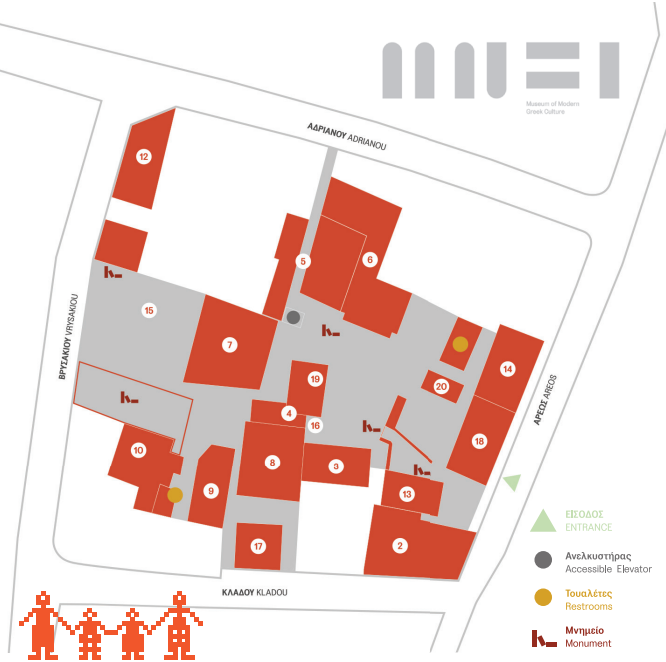 Museum of Modern
Greek Culture
ΑΔΡΙΑΝΟΥ ADRIANOU
12
5
6
15
7
14
20
19
4
16
18
10
8
3
9
13
17
2
ΒΡΥΣΑΚΙΟΥ VRYSAKIOU
ΑΡΕΩΣ AREOS
ΚΛΑΔΟΥ KLADOU
ΕΙΣΟΔΟΣ
ENTRANCE
Ανελκυστήρας
Accessible Elevator
Τουαλέτες
Restrooms
Μνημείο
Monument